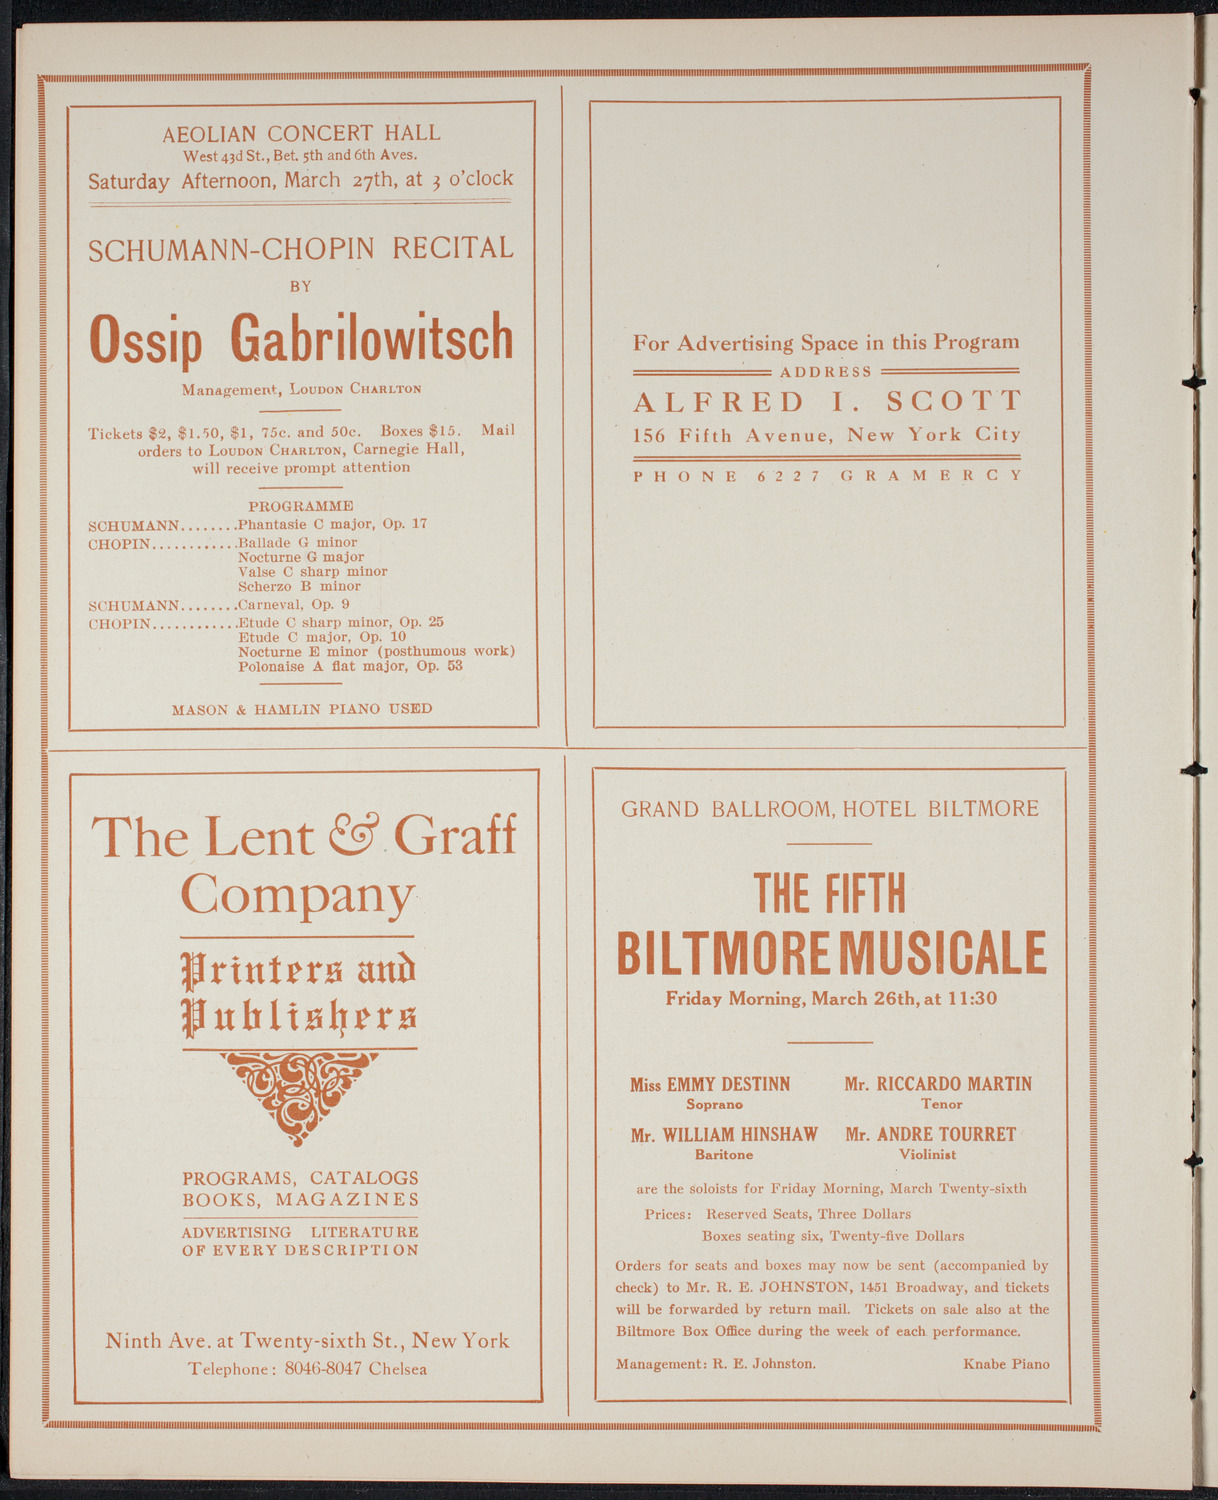 AEOLIAN CONCERT HALL
West 43d St., Bet. 5th and 6th Aves.
Saturday Afternoon, March 27th, at 3 o'clock
SCHUMANN-CHOPIN RECITAL
BY
Ossip Gabrilowitsch
Management, LOUDON CHARLTON
Tickets $2, $1.50, $1, 75c. and 50c. Boxes $15. Mail
orders to LOUDON CHARLTON, Carnegie Hall,
will receive prompt attention
PROGRAMME
SCHUMANN........Phantasie C major, Op. 17
CHOPIN............Ballade G minor
Nocturne G major
Valse C sharp minor
Scherzo B minor
SCHUMANN........Carneval, Op. 9
CHOPIN............Etude C sharp minor, Op. 25
Etude C major, Op. 10
Nocturne E minor (posthumous work)
Polonaise A flat major, Op. 53
MASON & HAMLIN PIANO USED
For Advertising Space in this Program
ADDRESS
ALFRED I. SCOTT
156 Fifth Avenue, New York City
PHONE 6227 GRAMERCY
The Lent & Graff
Company
Printers and
Publishers
PROGRAMS, CATALOGS
BOOKS, MAGAZINES
ADVERTISING LITERATURE
OF EVERY DESCRIPTION
Ninth Ave. at Twenty-sixth St., New York
Telephone: 8046-8047 Chelsea
GRAND BALLROOM, HOTEL BILTMORE
THE FIFTH
BILTMORE MUSICALE
Friday Morning, March 26th, at 11:30
Miss EMMY DESTINN Mr. RICCARDO MARTIN
Soprano Tenor
Mr. WILLIAM HINSHAW Mr. ANDRE TOURRET
Baritone Violinist
are the soloists for Friday Morning, March Twenty-sixth
Prices: Reserved Seats, Three Dollars
Boxes seating six, Twenty-five Dollars
Orders for seats and boxes may now be sent (accompanied by
check) to Mr. R. E. JOHNSTON, 1451 Broadway, and tickets
will be forwarded by return mail. Tickets on sale also at the
Biltmore Box Office during the week of each performance.
Management: R. E. Johnston. Knabe Piano